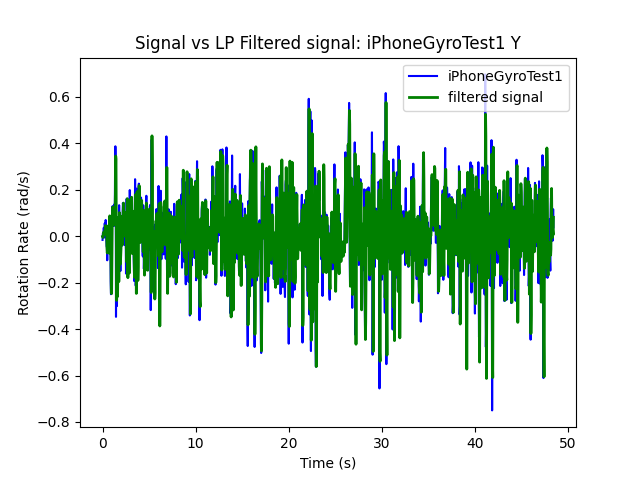 Signal vs LP Filtered signal: iPhoneGyroTest1 Y
iPhoneGyroTest1
filtered signal
Rotation Rate (rad/s)
0.6
0.4
0.2
0.0
−0.2
−0.4
−0.6
−0.8
0 10 20 30 40 50
Time (s)